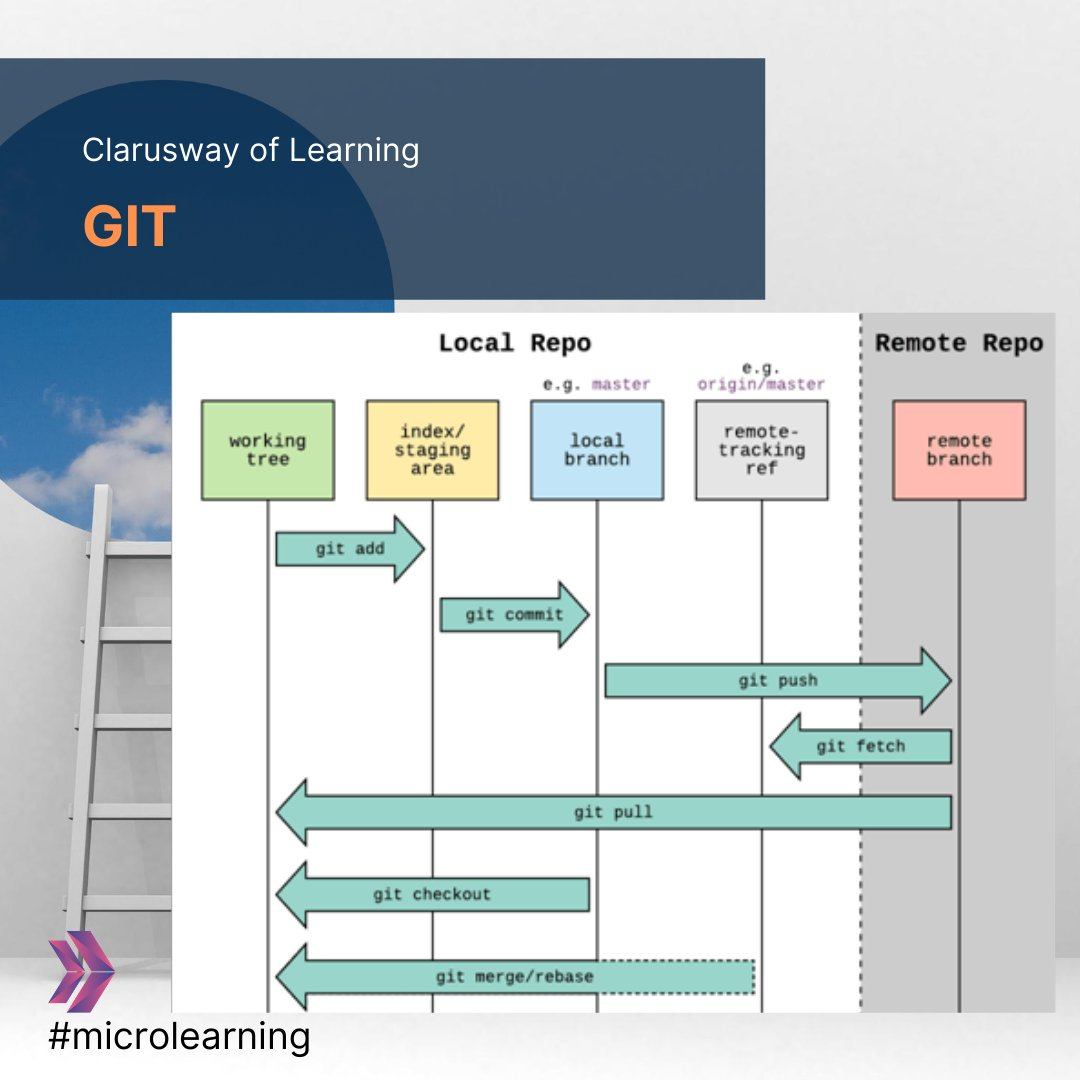 Clarusway of Learning
GIT
Local Repo
Remote Repo
e.g. master
e.g.
origin/master
working
tree
index/
staging
area
local
branch
remote-
tracking
ref
remote
branch
git add
git commit
git push
git fetch
git pull
git checkout
git merge/rebase
#microlearning